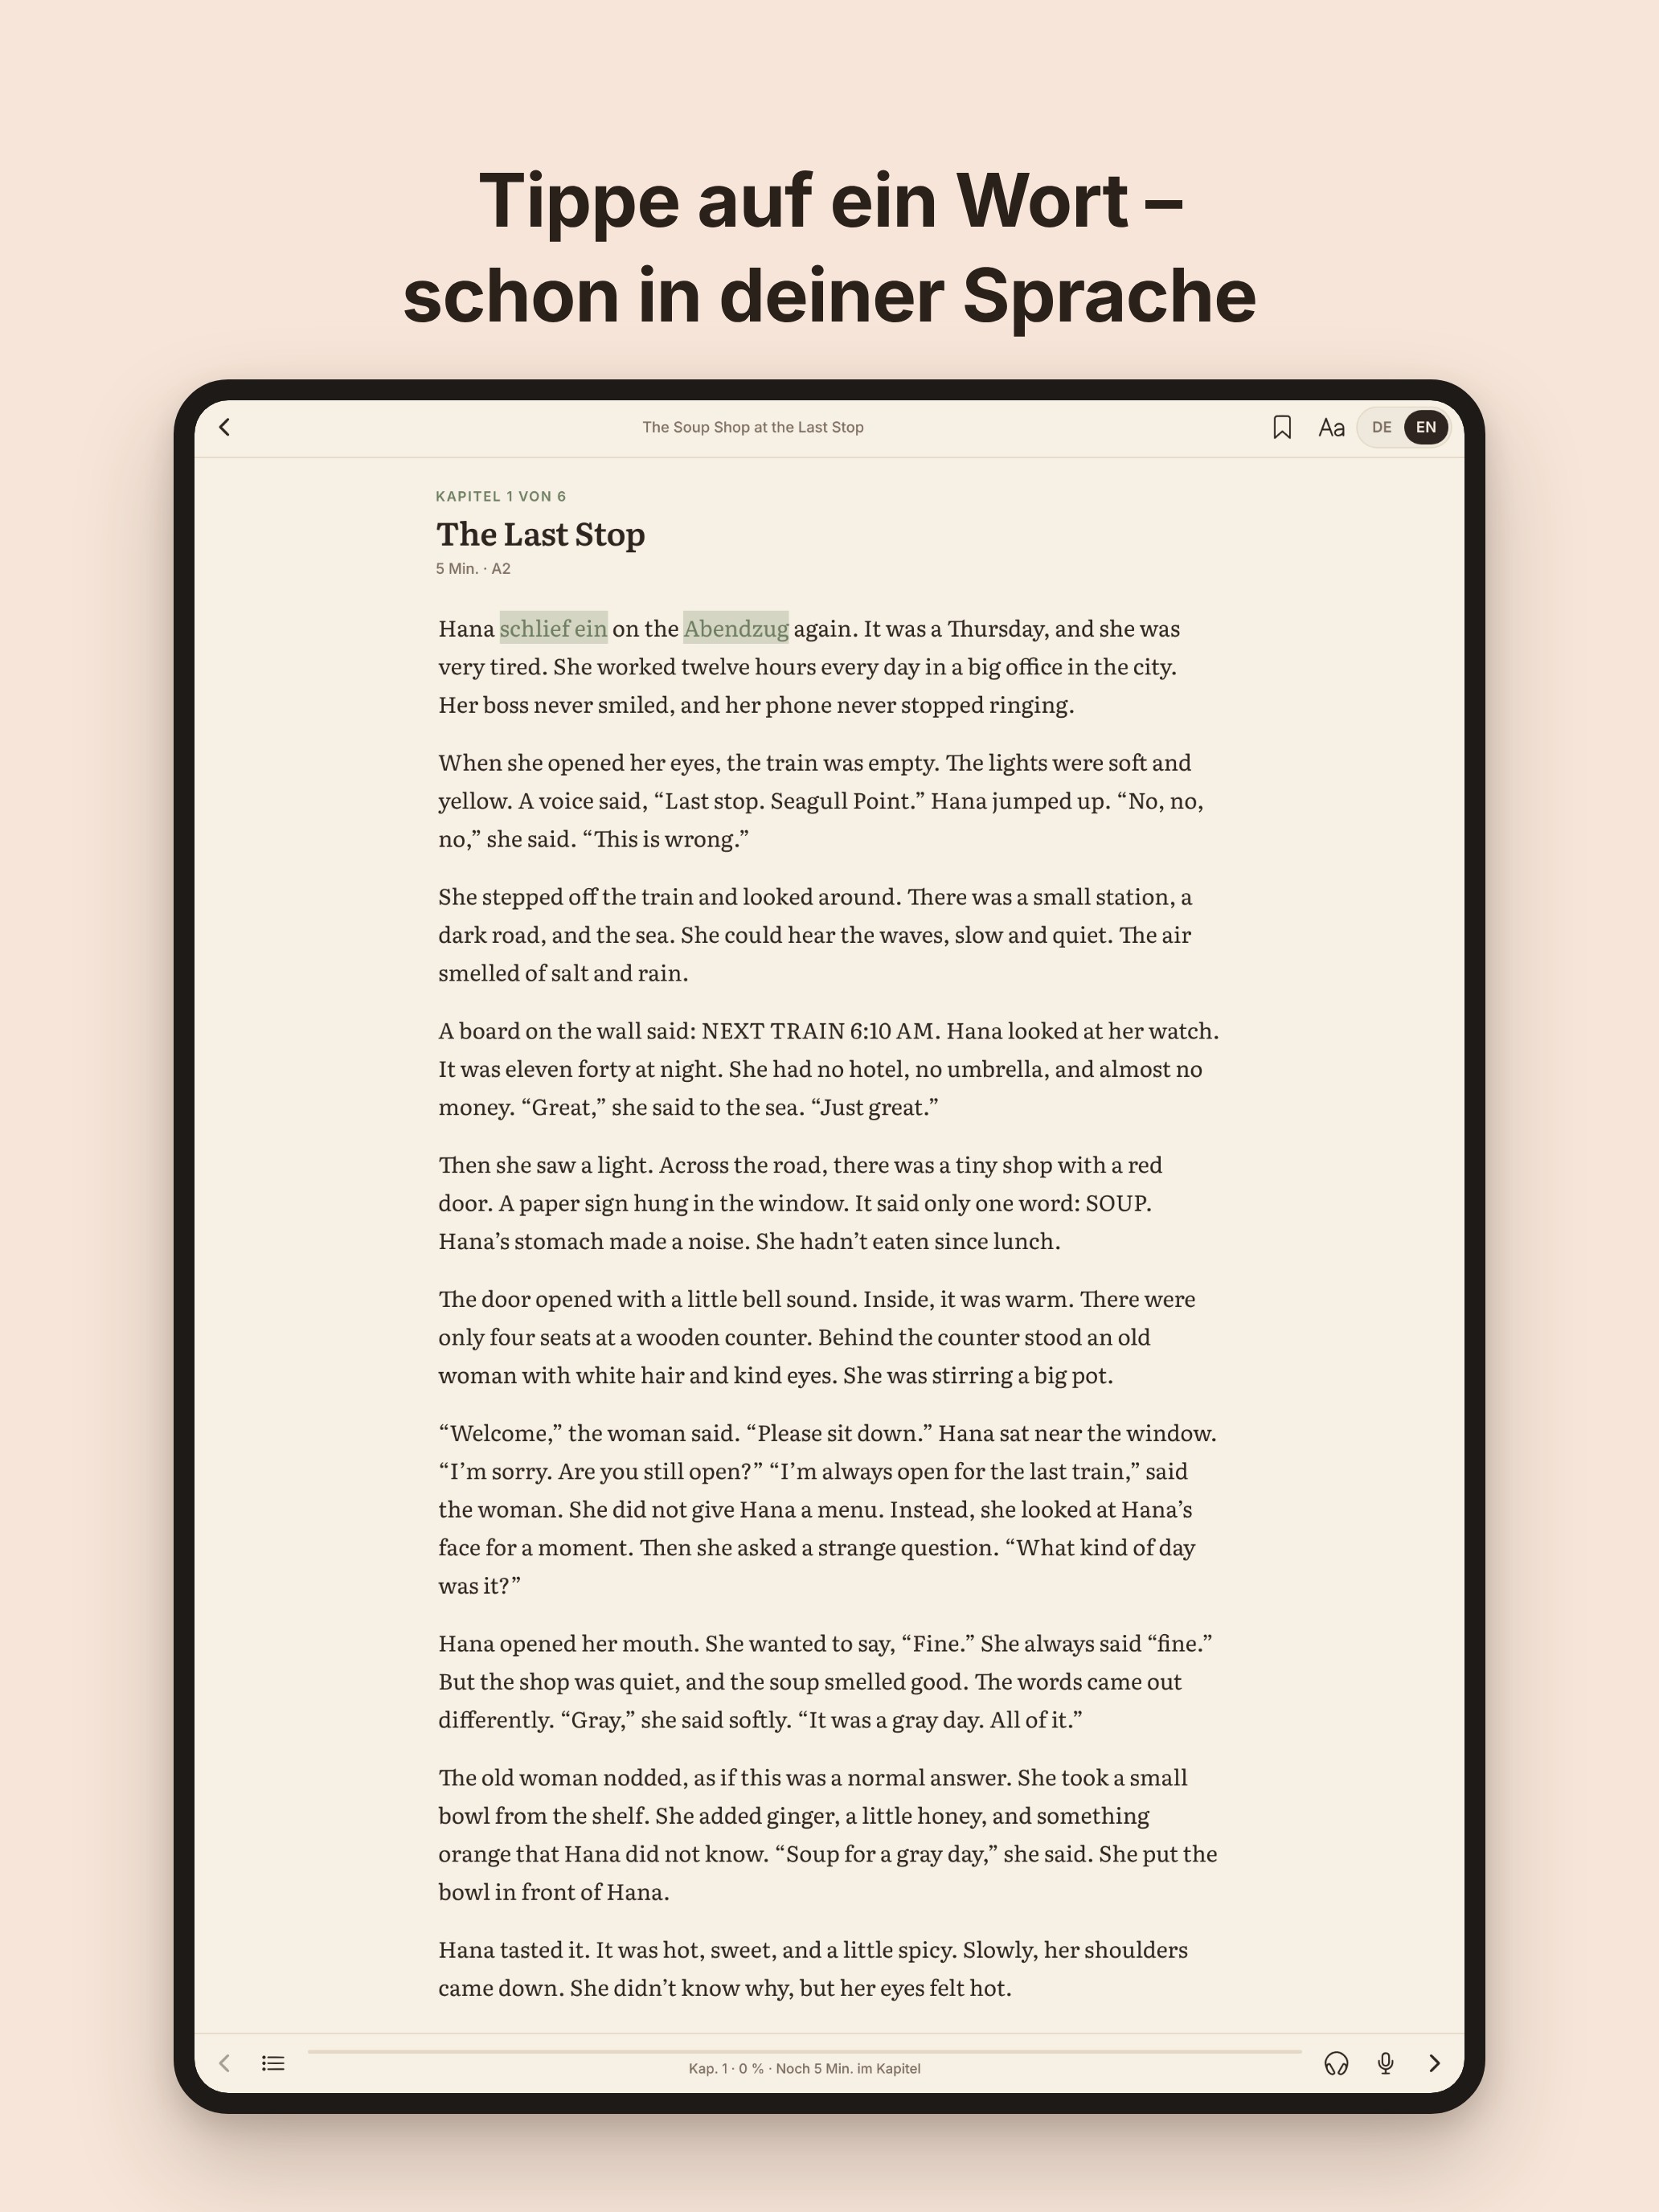 Tippe auf ein Wort –
schon in deiner Sprache
The Soup Shop at the Last Stop
Aa
DE
EN
KAPITEL 1 VON 6
The Last Stop
5 Min. · A2
Hana schlief ein on the Abendzug again. It was a Thursday, and she was
very tired. She worked twelve hours every day in a big office in the city.
Her boss never smiled, and her phone never stopped ringing.
When she opened her eyes, the train was empty. The lights were soft and
yellow. A voice said, “Last stop. Seagull Point.” Hana jumped up. “No, no,
no,” she said. “This is wrong.”
She stepped off the train and looked around. There was a small station, a
dark road, and the sea. She could hear the waves, slow and quiet. The air
smelled of salt and rain.
A board on the wall said: NEXT TRAIN 6:10 AM. Hana looked at her watch.
It was eleven forty at night. She had no hotel, no umbrella, and almost no
money. “Great,” she said to the sea. “Just great.”
Then she saw a light. Across the road, there was a tiny shop with a red
door. A paper sign hung in the window. It said only one word: SOUP.
Hana’s stomach made a noise. She hadn’t eaten since lunch.
The door opened with a little bell sound. Inside, it was warm. There were
only four seats at a wooden counter. Behind the counter stood an old
woman with white hair and kind eyes. She was stirring a big pot.
“Welcome,” the woman said. “Please sit down.” Hana sat near the window.
“I’m sorry. Are you still open?” “I’m always open for the last train,” said
the woman. She did not give Hana a menu. Instead, she looked at Hana’s
face for a moment. Then she asked a strange question. “What kind of day
was it?”
Hana opened her mouth. She wanted to say, “Fine.” She always said “fine.”
But the shop was quiet, and the soup smelled good. The words came out
differently. “Gray,” she said softly. “It was a gray day. All of it.”
The old woman nodded, as if this was a normal answer. She took a small
bowl from the shelf. She added ginger, a little honey, and something
orange that Hana did not know. “Soup for a gray day,” she said. She put the
bowl in front of Hana.
Hana tasted it. It was hot, sweet, and a little spicy. Slowly, her shoulders
came down. She didn’t know why, but her eyes felt hot.
Kap. 1 · 0 % · Noch 5 Min. im Kapitel